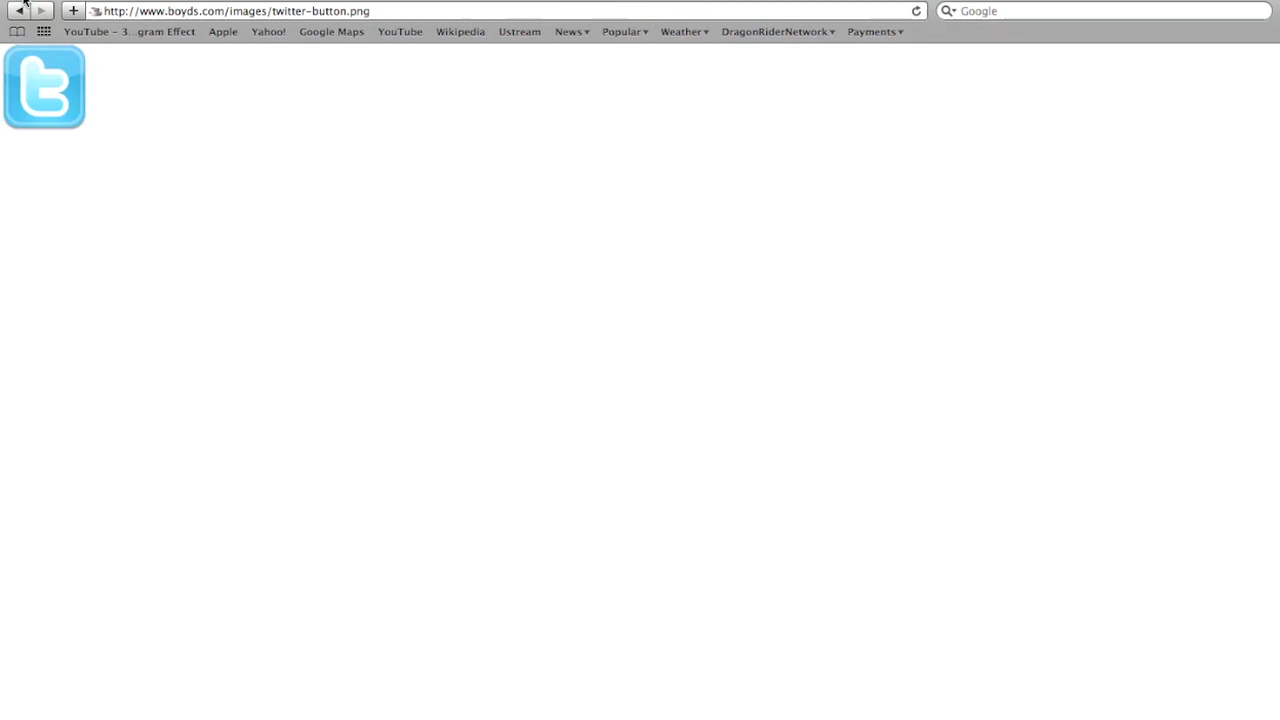 http://www.boyds.com/images/twitter-button.png
Google
YouTube – 3...gram Effect Apple Yahoo! Google Maps YouTube Wikipedia Ustream News Popular Weather DragonRiderNetwork Payments
t